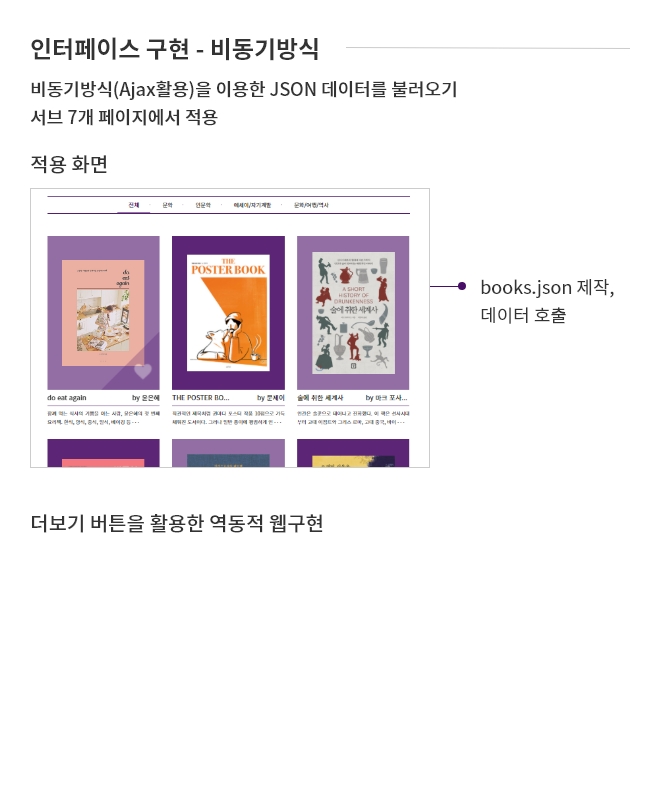 인터페이스 구현 - 비동기방식
비동기방식(Ajax활용)을 이용한 JSON 데이터를 불러오기
서브 7개 페이지에서 적용
적용 화면
전체 · 문학 · 인문학 · 에세이/자기계발 · 문화/여행/역사
do
eat
again
THE
POSTER BOOK
A SHORT
HISTORY OF
DRUNKENNESS
술에 취한 세계사
books.json 제작,
데이터 호출
do eat again by 윤은혜
THE POSTER BO... by 문제이
술에 취한 세계사 by 마크 포사...
더보기 버튼을 활용한 역동적 웹구현